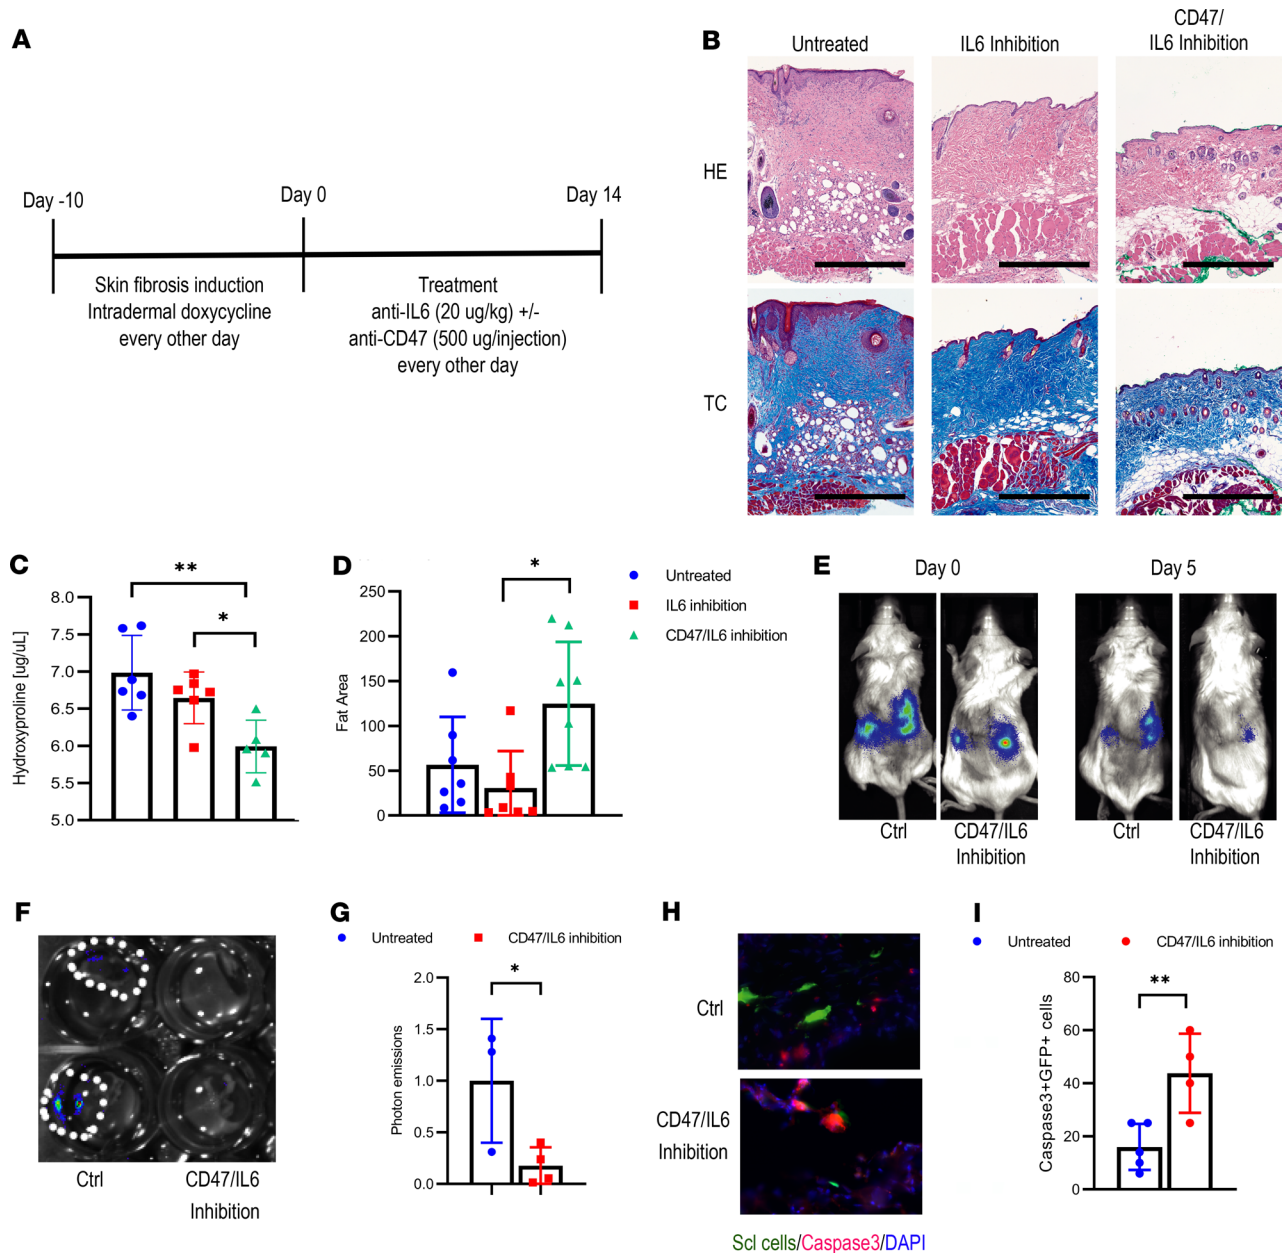 A
Day -10
Day 0
Day 14
Skin fibrosis induction
Intradermal doxycycline
every other day
Treatment
anti-IL6 (20 ug/kg) +/-
anti-CD47 (500 ug/injection)
every other day
B
Untreated
IL6 Inhibition
CD47/
IL6 Inhibition
HE
TC
C
**
*
Hydroxyproline [ug/uL]
8.0
7.5
7.0
6.5
6.0
5.5
5.0
D
*
Fat Area
250
200
150
100
50
0
Untreated
IL6 inhibition
CD47/IL6 inhibition
E
Day 0
Day 5
Ctrl
CD47/IL6
Inhibition
Ctrl
CD47/IL6
Inhibition
F
Ctrl
CD47/IL6
Inhibition
G
Untreated
CD47/IL6 inhibition
*
Photon emissions
2.0
1.5
1.0
0.5
0.0
H
Ctrl
CD47/IL6
Inhibition
Scl cells/Caspase3/DAPI
I
Untreated
CD47/IL6 inhibition
**
Caspase3+GFP+ cells
80
60
40
20
0